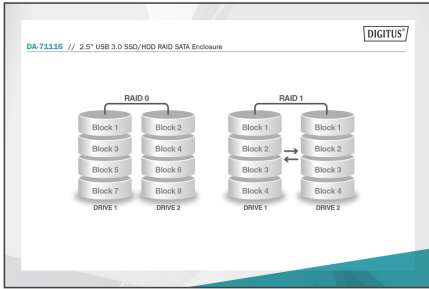 DIGITUS®
DA-71116 // 2.5" USB 3.0 SSD/HDD RAID SATA Enclosure
RAID 0
Block 1 Block 2
Block 3 Block 4
Block 5 Block 6
Block 7 Block 8
DRIVE 1 DRIVE 2
RAID 1
Block 1 Block 1
Block 2 Block 2
Block 3 Block 3
Block 4 Block 4
DRIVE 1 DRIVE 2